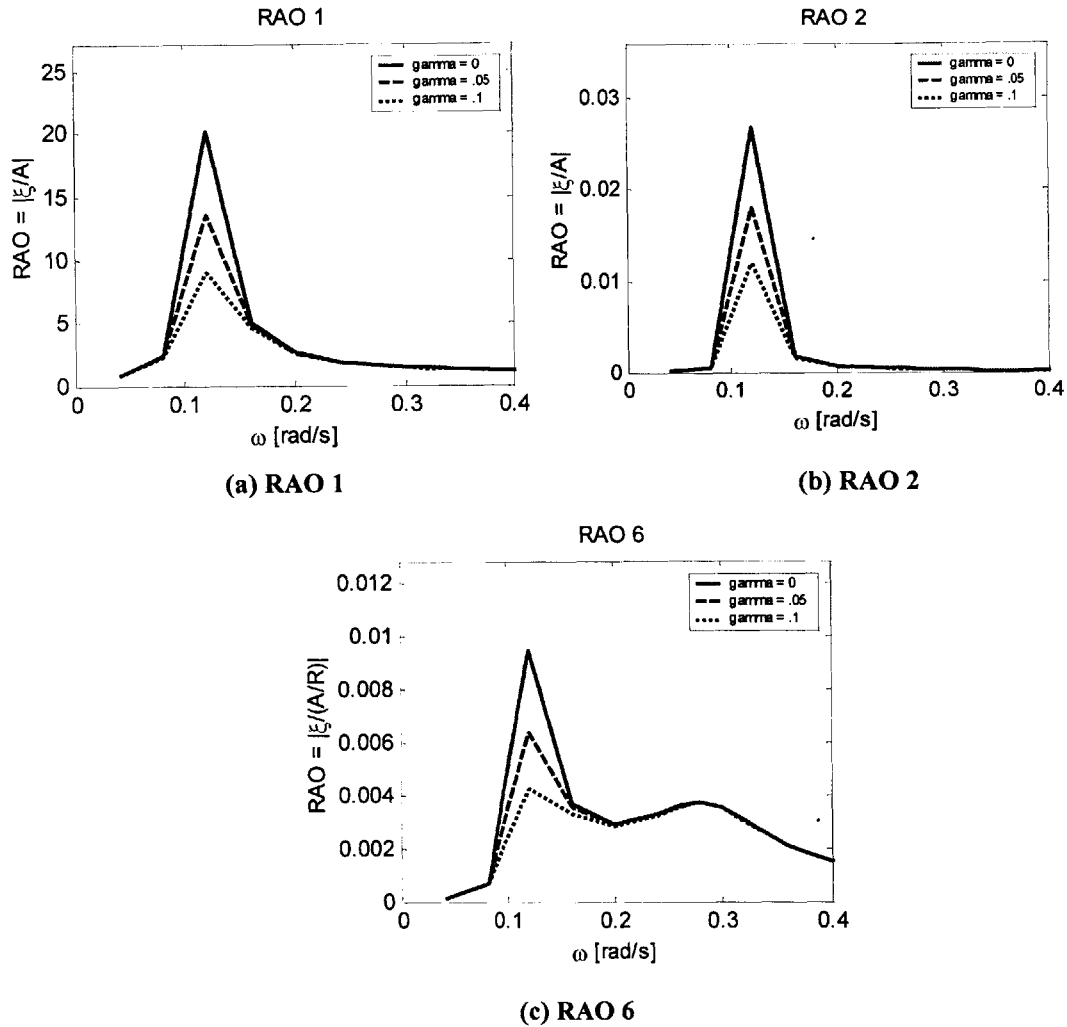 RAO 1
gamma = 0
gamma = .05
gamma = .1
25
20
15
10
5
0
RAO = |ξ/A|
0 0.1 0.2 0.3 0.4
ω [rad/s]
(a) RAO 1
RAO 2
gamma = 0
gamma = .05
gamma = .1
0.03
0.02
0.01
0
RAO = |ξ/A|
0 0.1 0.2 0.3 0.4
ω [rad/s]
(b) RAO 2
RAO 6
gamma = 0
gamma = .05
gamma = .1
0.012
0.01
0.008
0.006
0.004
0.002
0
RAO = |ξ/(A/R)|
0 0.1 0.2 0.3 0.4
ω [rad/s]
(c) RAO 6